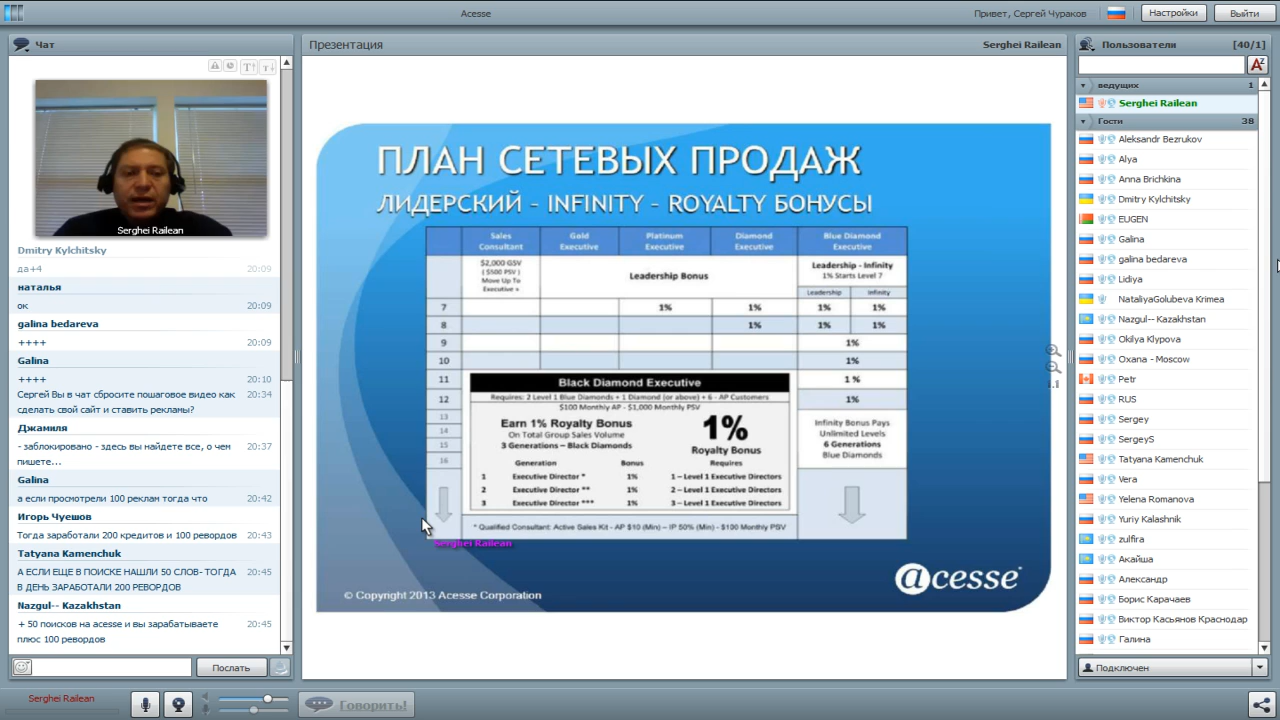 Acesse
Привет, Сергей Чураков
Настройки
Выйти
Чат
T↑ T↓
Serghei Railean
Dmitry Kylchitsky
да+4 20:09
наталья
ок 20:09
galina bedareva
++++ 20:09
Galina
++++ 20:10
Сергей Вы в чат сбросите пошаговое видео как 20:34
сделать свой сайт и ставить рекланы?
Джамиля
- заблокировано - здесь мы найдете все, о чем 20:37
пишете...
Galina
а если просмотрели 100 реклам тогда что 20:42
Игорь Чуешов
Тогда заработали 200 кредитов и 100 ревордов 20:43
Tatyana Kamenchuk
А ЕСЛИ ЕЩЕ В ПОИСКЕ НАШЛИ 50 СЛОВ- ТОГДА 20:45
В ДЕНЬ ЗАРАБОТАЛИ 200 РЕВОРДОВ
Nazgul-- Kazakhstan
+ 50 поисков на acesse и вы зарабатываете 20:45
плюс 100 ревордов
Послать
Презентация
Serghei Railean
ПЛАН СЕТЕВЫХ ПРОДАЖ
ЛИДЕРСКИЙ – INFINITY – ROYALTY БОНУСЫ
Sales Consultant
Gold Executive
Platinum Executive
Diamond Executive
Blue Diamond Executive
$2,000 GSV
( $500 PSV )
Move Up To
Executive »
Leadership Bonus
Leadership - Infinity
1% Starts Level 7
Leadership Infinity
7 1% 1% 1% 1%
8 1% 1% 1%
9 1%
10 1%
11 1 %
12 1%
13
14
15
16
Black Diamond Executive
Requires: 2 Level 1 Blue Diamonds + 1 Diamond (or above) + 6 - AP Customers
$100 Monthly AP - $1,000 Monthly PSV
Earn 1% Royalty Bonus
On Total Group Sales Volume
3 Generations – Black Diamonds
1%
Royalty Bonus
Generation Bonus Requires
1 Executive Director * 1% 1 – Level 1 Executive Directors
2 Executive Director ** 1% 2 – Level 1 Executive Directors
3 Executive Director *** 1% 3 – Level 1 Executive Directors
Infinity Bonus Pays
Unlimited Levels
6 Generations
Blue Diamonds
* Qualified Consultant: Active Sales Kit - AP $10 (Min) – IP 50% (Min) - $100 Monthly PSV
Serghei Railean
© Copyright 2013 Acesse Corporation
acesse
1.1
Пользователи [40/1]
AZ
ведущих 1
Serghei Railean
Гости 38
Aleksandr Bezrukov
Alya
Anna Brichkina
Dmitry Kylchitsky
EUGEN
Galina
galina bedareva
Lidiya
NataliyaGolubeva Krimea
Nazgul-- Kazakhstan
Okilya Klypova
Oxana - Moscow
Petr
RUS
Sergey
SergeyS
Tatyana Kamenchuk
Vera
Yelena Romanova
Yuriy Kalashnik
zulfira
Акайша
Александр
Борис Карачаев
Виктор Касьянов Краснодар
Галина
Подключен
Serghei Railean
Говорить!